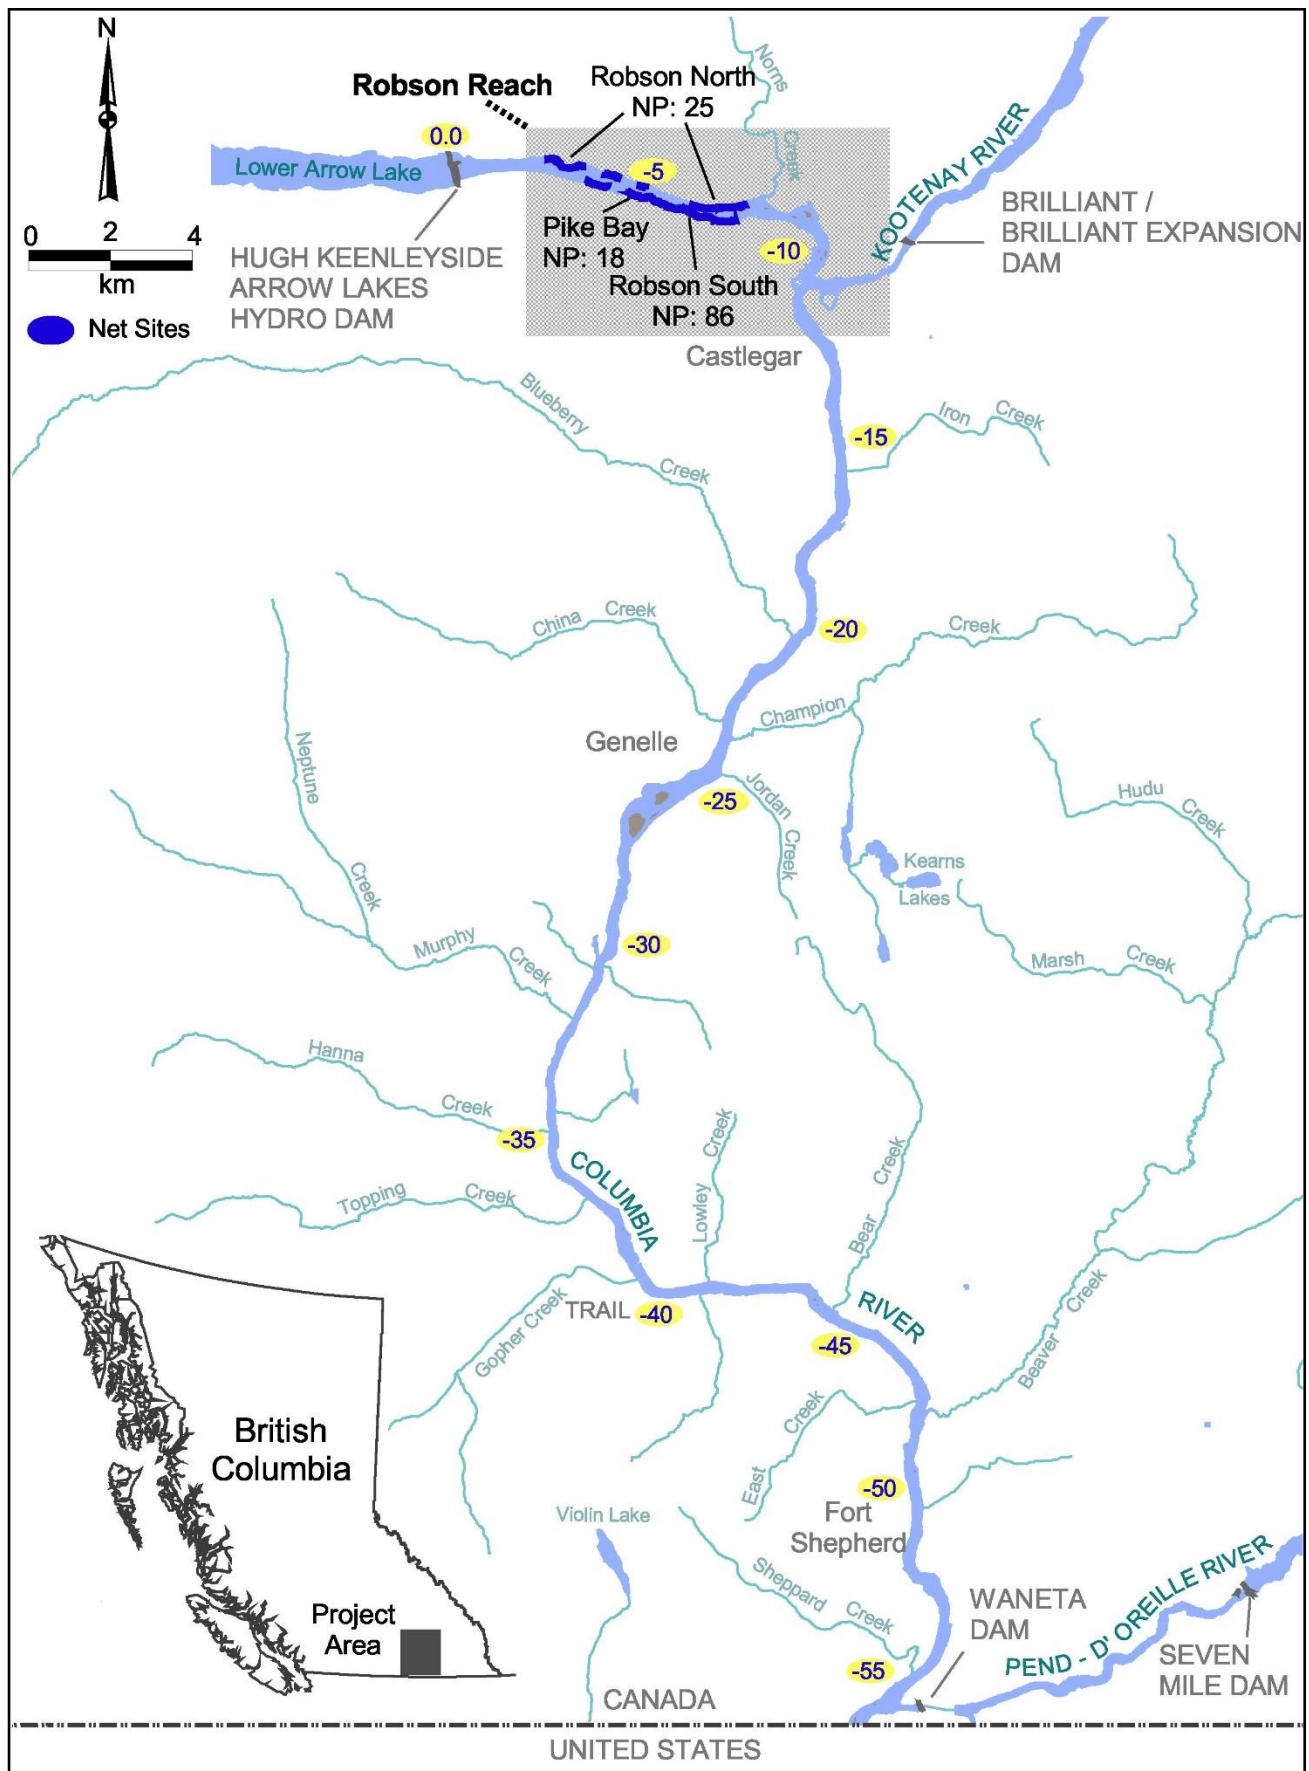 N
Robson Reach
Robson North
NP: 25
Norns
Creek
0.0
Lower Arrow Lake
-5
KOOTENAY RIVER
BRILLIANT /
BRILLIANT EXPANSION
DAM
0 2 4
km
Net Sites
HUGH KEENLEYSIDE
ARROW LAKES
HYDRO DAM
Pike Bay
NP: 18
-10
Robson South
NP: 86
Castlegar
Blueberry
Creek
-15
Iron Creek
China Creek
-20
Creek
Champion
Genelle
Neptune
Creek
-25
Jordan
Creek
Hudu
Creek
Kearns
Lakes
Murphy
Creek
-30
Marsh Creek
Hanna
Creek
-35
COLUMBIA
Lowley Creek
Bear Creek
Topping Creek
RIVER
Gopher Creek
TRAIL
-40
-45
Beaver Creek
East Creek
-50
Fort
Shepherd
Violin Lake
Sheppard
Creek
-55
WANETA
DAM
PEND - D' OREILLE RIVER
SEVEN
MILE DAM
British
Columbia
Project
Area
CANADA
UNITED STATES